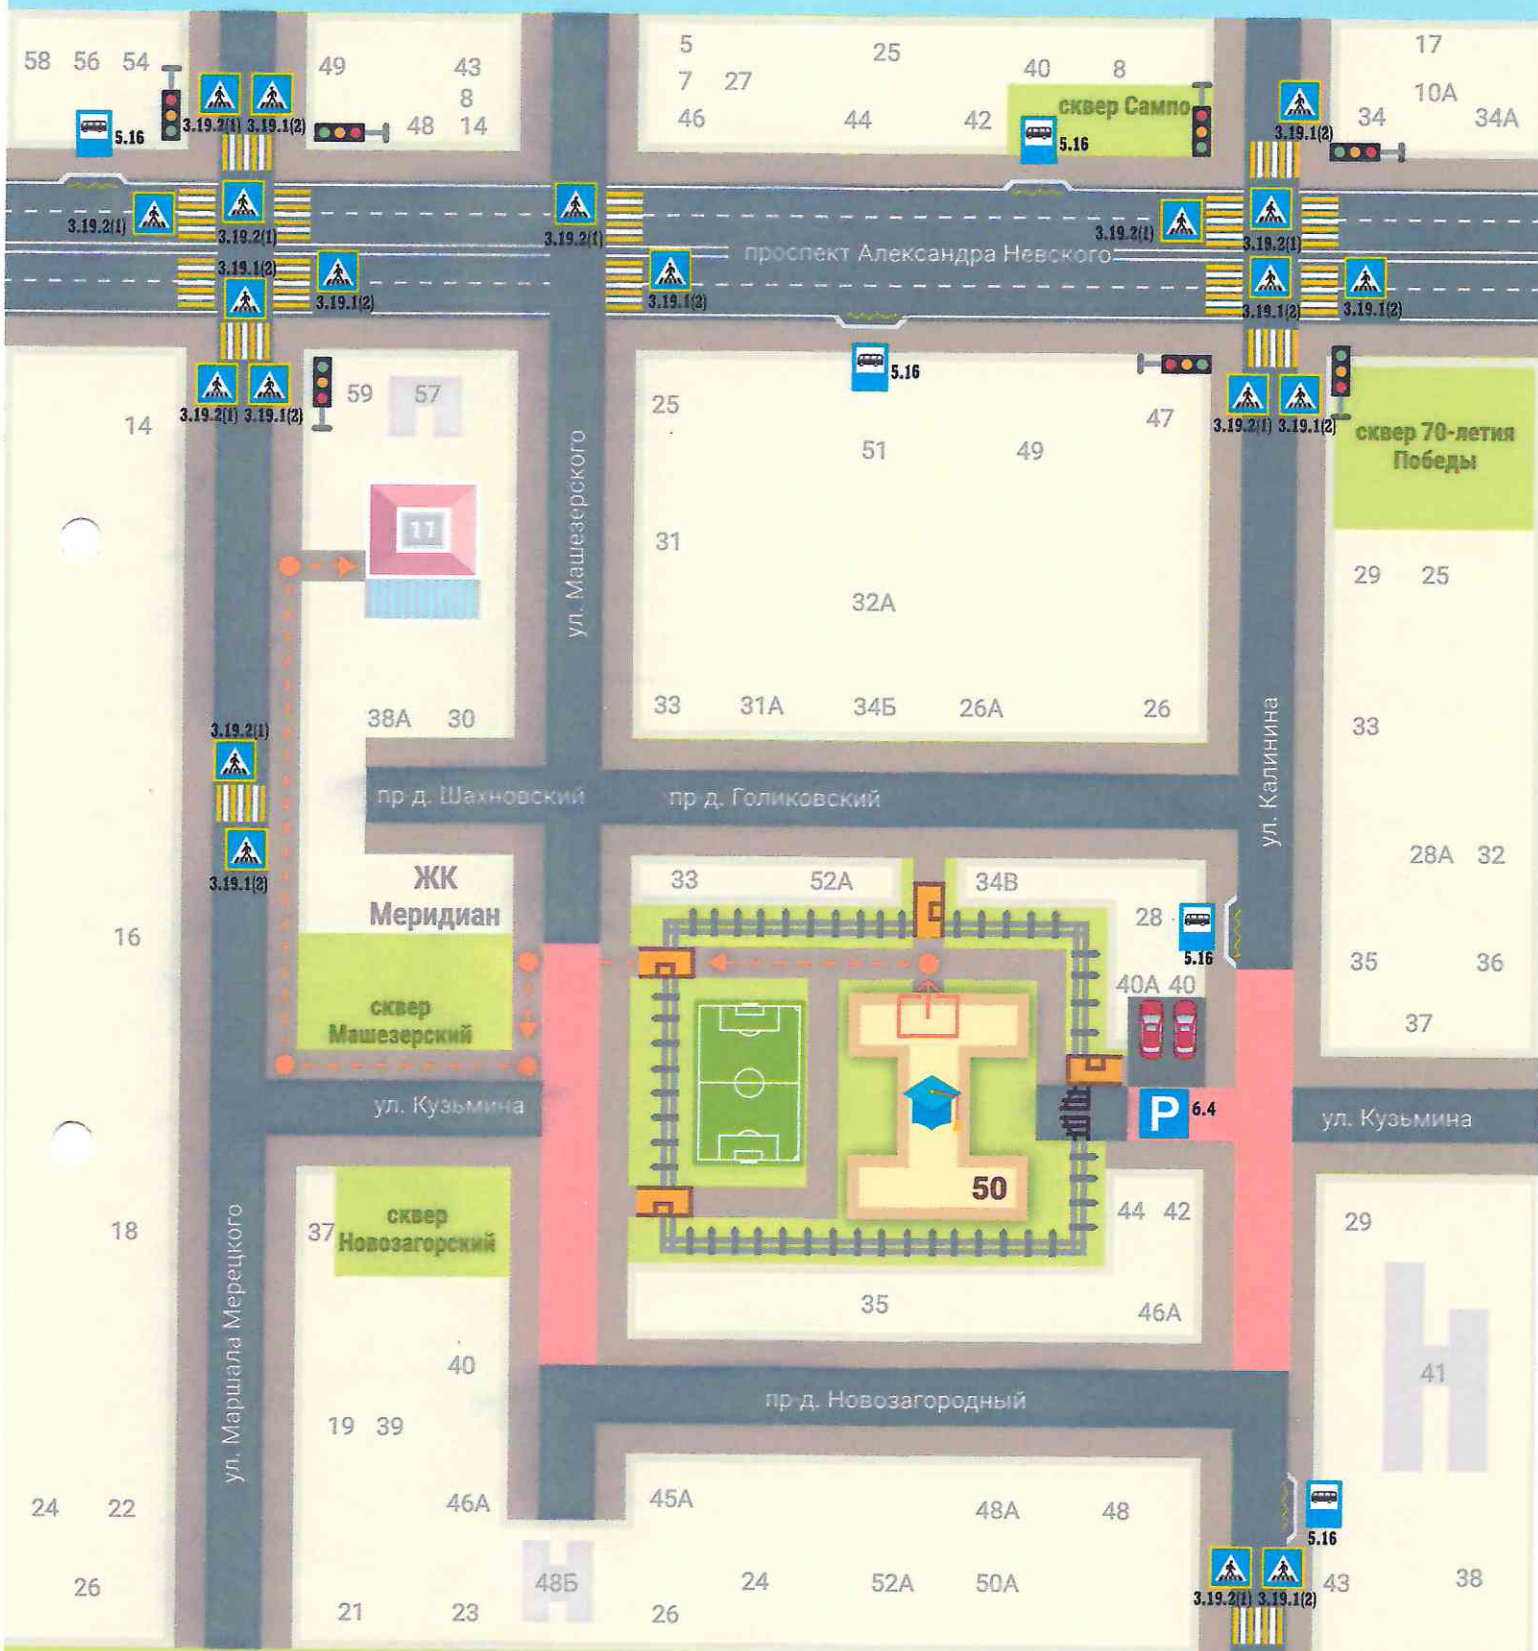 58 56 54
49
43
8
48 14
5
7 27
46
25
44
42
40
8
сквер Сампо
17
10А
34
34А
5.16
3.19.2(1) 3.19.1(2)
5.16
3.19.1(2)
3.19.2(1)
3.19.2(1)
3.19.2(1)
3.19.2(1)
3.19.2(1)
3.19.1(2)
3.19.1(2)
3.19.1(2)
проспект Александра Невского
3.19.1(2)
3.19.1(2)
5.16
3.19.2(1) 3.19.1(2)
3.19.2(1) 3.19.1(2)
14
59
57
25
51
49
47
сквер 70-летия
Победы
11
ул. Машезерского
31
32А
29 25
38А 30
33
31А
34Б
26А
26
33
ул. Калинина
3.19.2(1)
3.19.1(2)
пр-д. Шахновский
пр-д. Голиковский
ЖК
Меридиан
33
52А
34В
28
5.16
28А 32
16
40А 40
35
36
37
сквер
Машезерский
ул. Кузьмина
P 6.4
ул. Кузьмина
50
44 42
18
37
сквер
Новозагорский
29
35
46А
ул. Маршала Мерецкого
40
41
19 39
пр-д. Новозагородный
24 22
46А
45А
48А
48
5.16
26
21
23
48Б
24
26
52А
50А
3.19.2(1) 3.19.1(2)
43
38